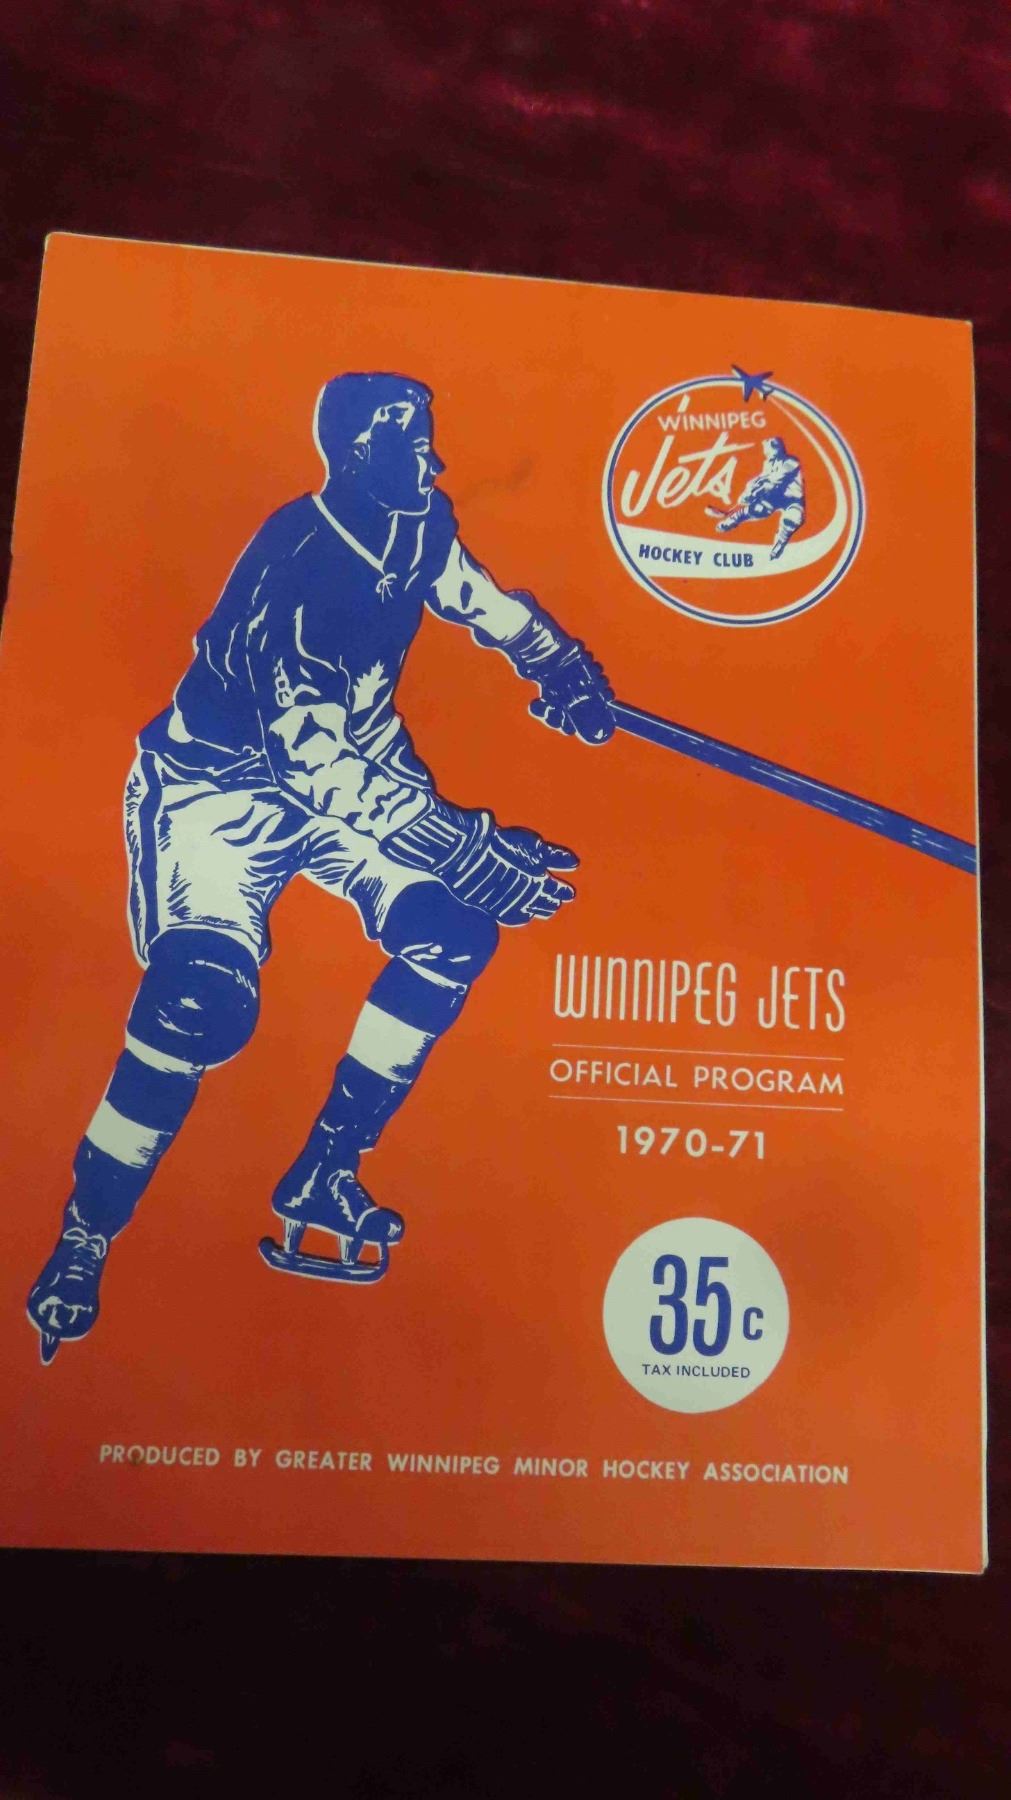 WINNIPEG
Jets
HOCKEY CLUB
WINNIPEG JETS
OFFICIAL PROGRAM
1970-71
35c
TAX INCLUDED
PRODUCED BY GREATER WINNIPEG MINOR HOCKEY ASSOCIATION